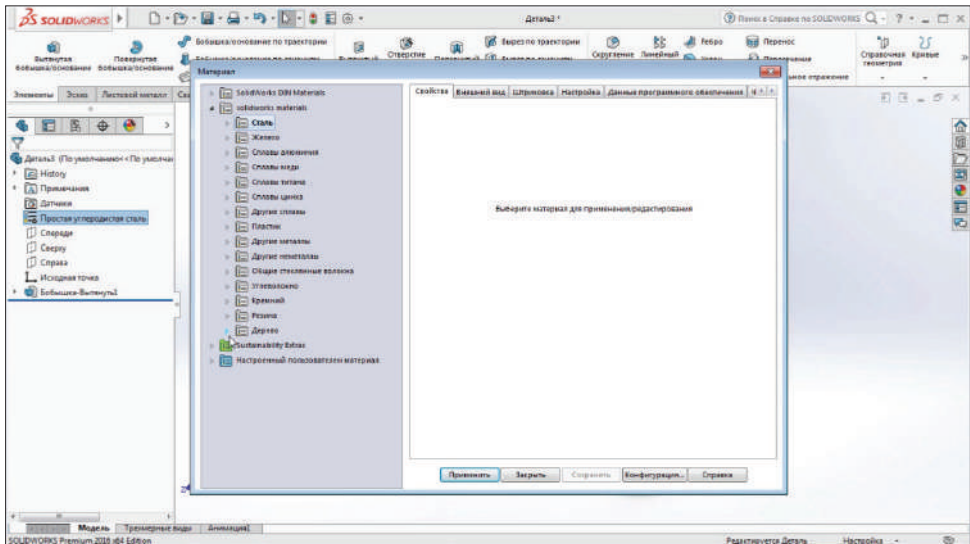 SOLIDWORKS
Деталь3 *
Поиск в Справке по SOLIDWORKS
Вытянутая бобышка/основание
Повернутая бобышка/основание
Бобышка/основание по траектории
Отверстие
Вырез по траектории
Скругление
Линейный
Ребро
Перенос
Справочная геометрия
Кривые
Элементы
Эскиз
Листовой металл
Деталь3 (По умолчанию<<По умолчан
History
Примечания
Датчики
Простая углеродистая сталь
Спереди
Сверху
Справа
Исходная точка
Бобышка-Вытянуть1
Материал
SolidWorks DIN Materials
solidworks materials
Сталь
Железо
Сплавы алюминия
Сплавы меди
Сплавы титана
Сплавы цинка
Другие сплавы
Пластик
Другие металлы
Другие неметаллы
Общие стеклянные волокна
Углеволокно
Кремний
Резина
Дерево
Sustainability Extras
Настроенный пользователем материал
Свойства
Внешний вид
Штриховка
Настройка
Данные программного обеспечения
Выберите материал для применения/редактирования
Применить
Закрыть
Сохранить
Конфигурации...
Справка
Модель
Трехмерные виды
Анимация1
SOLIDWORKS Premium 2016 x64 Edition
Редактируется Деталь
Настройка